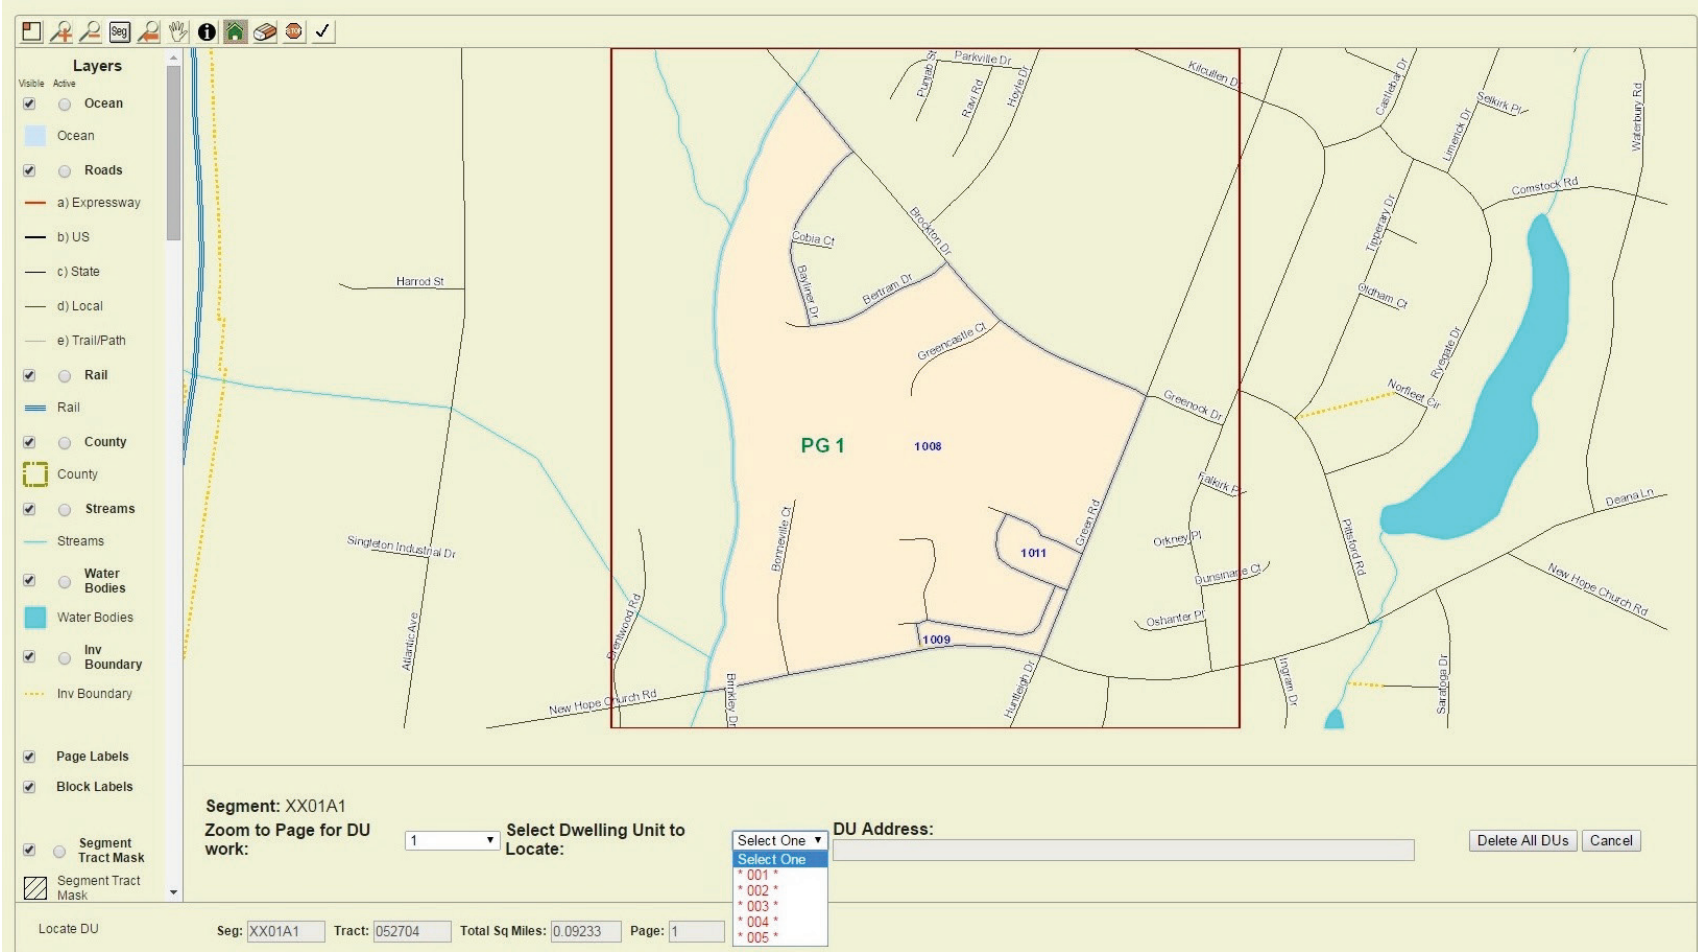 Seg
STOP
Layers
Visible Active
Ocean
Ocean
Roads
a) Expressway
b) US
c) State
d) Local
e) Trail/Path
Rail
Rail
County
County
Streams
Streams
Water
Bodies
Water Bodies
Inv
Boundary
Inv Boundary
Page Labels
Block Labels
Segment
Tract Mask
Segment Tract
Mask
Parkville Dr
Punjab St
Ravi Rd
Hoyle Dr
Kilcullen Dr
Castlebar Dr
Selkirk Pl
Limerick Dr
Waterbury Rd
Comstock Rd
Tipperary Dr
Brockton Dr
Cobia Ct
Bayliner Dr
Bertram Dr
Harrod St
Oldham Ct
Greencastle Ct
Ryegate Dr
Norfleet Cir
Greenock Dr
PG 1
1008
Falkirk Pl
Deana Ln
Bonneville Ct
Green Rd
Pittsford Rd
Singleton Industrial Dr
Orkney Pl
1011
Dunsinane Ct
New Hope Church Rd
Brentwood Rd
Atlantic Ave
Oshanter Pl
1009
Huntleigh Dr
Ingram Dr
Saratoga Dr
Brinkley Dr
New Hope Church Rd
Segment: XX01A1
Zoom to Page for DU
work:
1
Select Dwelling Unit to
Locate:
Select One
DU Address:
Delete All DUs
Cancel
Select One
* 001 *
* 002 *
* 003 *
* 004 *
* 005 *
Locate DU
Seg: XX01A1
Tract: 052704
Total Sq Miles: 0.09233
Page: 1